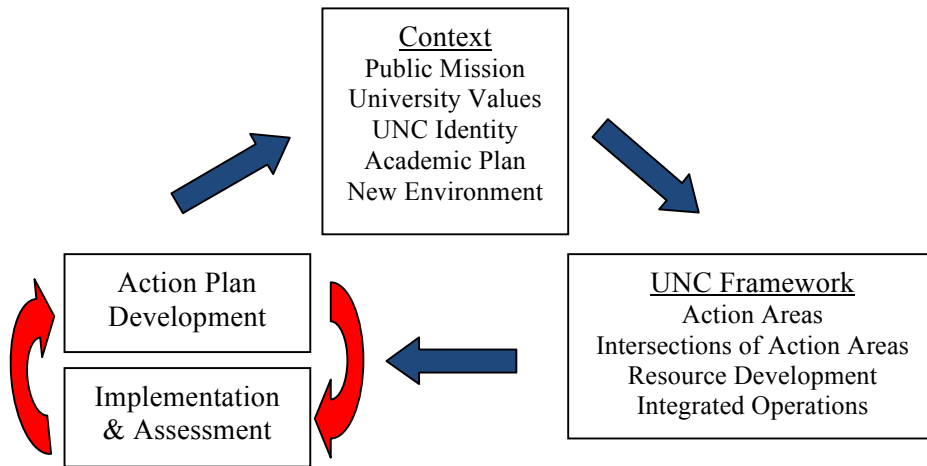 Context
Public Mission
University Values
UNC Identity
Academic Plan
New Environment
Action Plan
Development
Implementation
& Assessment
UNC Framework
Action Areas
Intersections of Action Areas
Resource Development
Integrated Operations